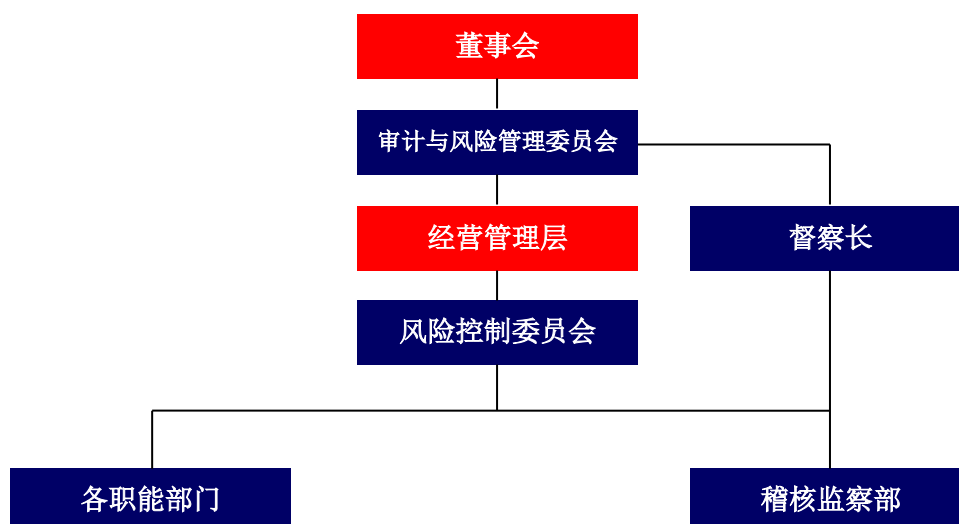 董事会
审计与风险管理委员会
经营管理层
督察长
风险控制委员会
各职能部门
稽核监察部